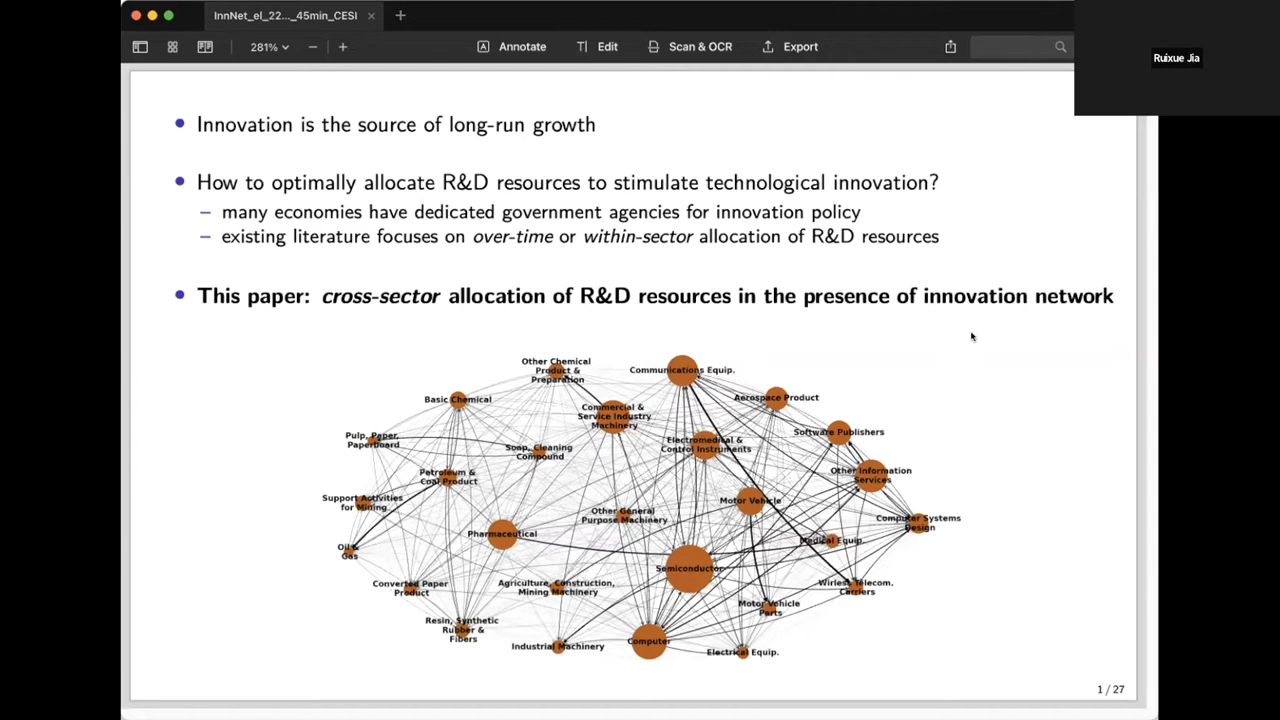 InnNet_el_22..._45min_CESI
281%
Annotate
Edit
Scan & OCR
Export
Ruixue Jia
Innovation is the source of long-run growth
How to optimally allocate R&D resources to stimulate technological innovation?
– many economies have dedicated government agencies for innovation policy
– existing literature focuses on over-time or within-sector allocation of R&D resources
This paper: cross-sector allocation of R&D resources in the presence of innovation network
Other Chemical
Product &
Preparation
Communications Equip.
Basic Chemical
Aerospace Product
Commercial &
Service Industry
Machinery
Pulp, Paper,
Paperboard
Software Publishers
Electromedical &
Control Instruments
Soap, Cleaning
Compound
Petroleum &
Coal Product
Other Information
Services
Support Activities
for Mining
Motor Vehicle
Other General
Purpose Machinery
Computer Systems
Design
Pharmaceutical
Medical Equip.
Oil &
Gas
Semiconductor
Converted Paper
Product
Agriculture, Construction,
Mining Machinery
Wirless Telecom.
Carriers
Motor Vehicle
Parts
Resin, Synthetic
Rubber &
Fibers
Industrial Machinery
Computer
Electrical Equip.
1 / 27